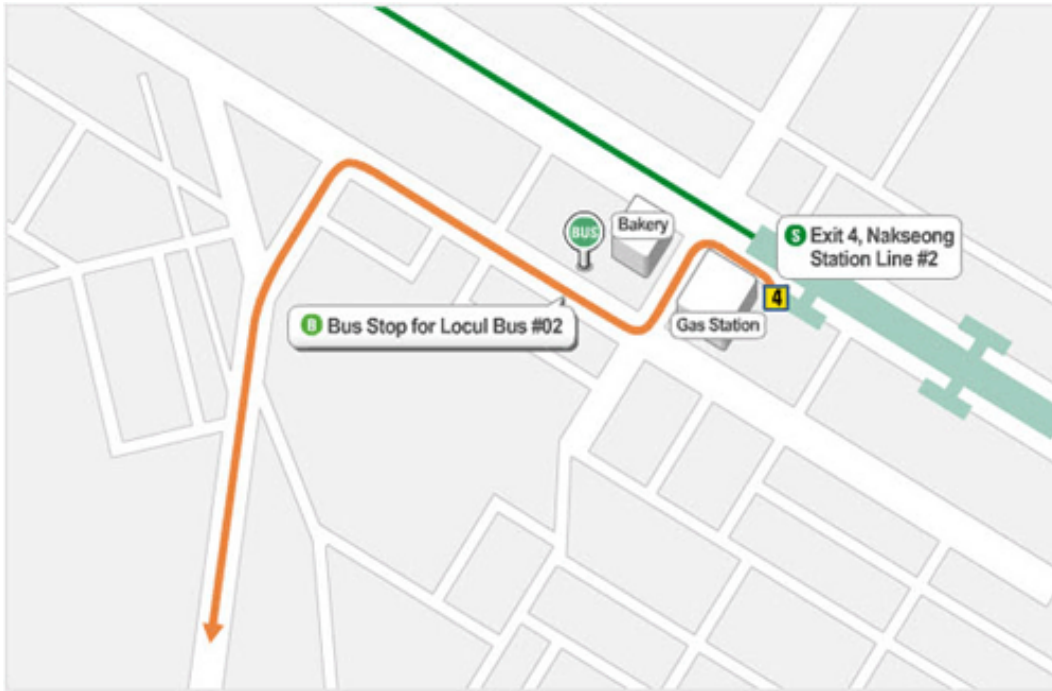 BUS
Bakery
S Exit 4, Nakseong
Station Line #2
4
Gas Station
B Bus Stop for Locul Bus #02